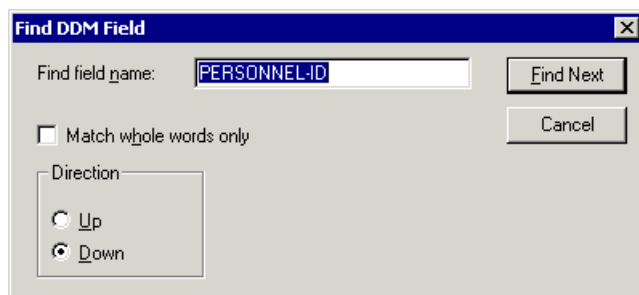 Find DDM Field
Find field name: PERSONNEL-ID Find Next
Match whole words only Cancel
Direction
Up
Down